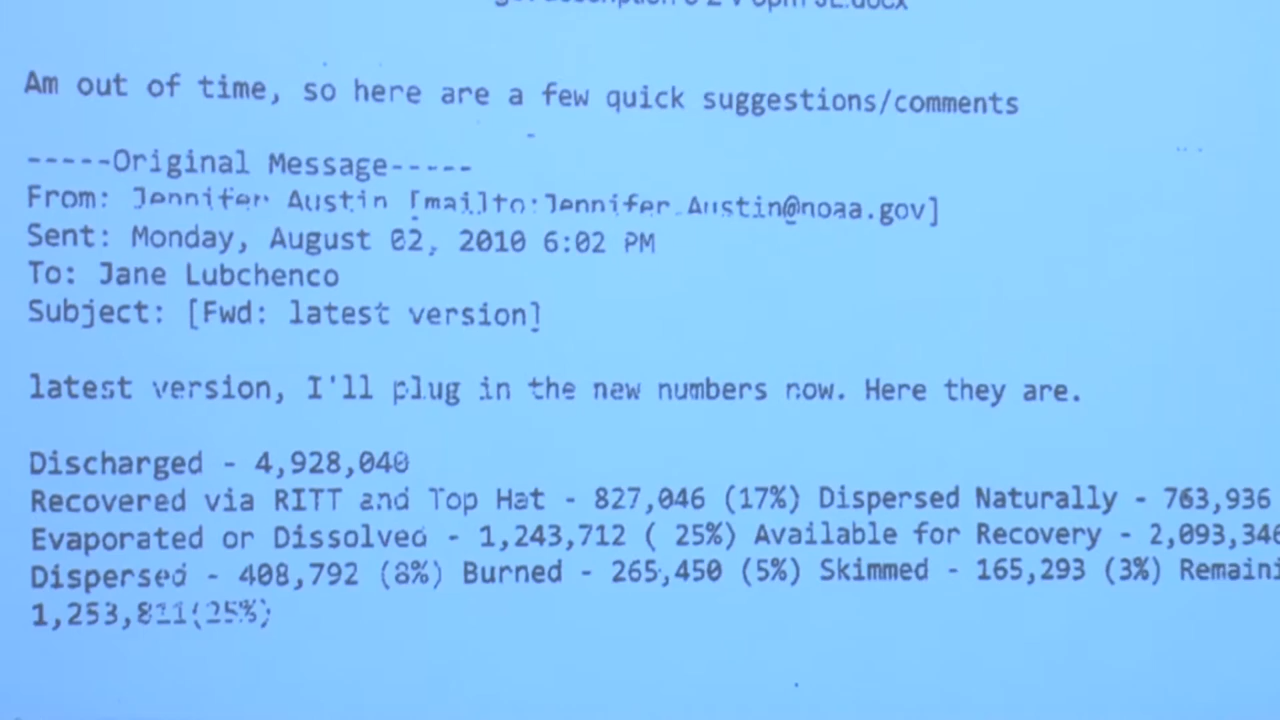 Am out of time, so here are a few quick suggestions/comments
-----Original Message-----
From: Jennifer Austin [mailto:Jennifer.Austin@noaa.gov]
Sent: Monday, August 02, 2010 6:02 PM
To: Jane Lubchenco
Subject: [Fwd: latest version]
latest version, I'll plug in the new numbers now. Here they are.
Discharged - 4,928,040
Recovered via RITT and Top Hat - 827,046 (17%) Dispersed Naturally - 763,936
Evaporated or Dissolved - 1,243,712 ( 25%) Available for Recovery - 2,093,346
Dispersed - 408,792 (8%) Burned - 265,450 (5%) Skimmed - 165,293 (3%) Remaini
1,253,811(25%)